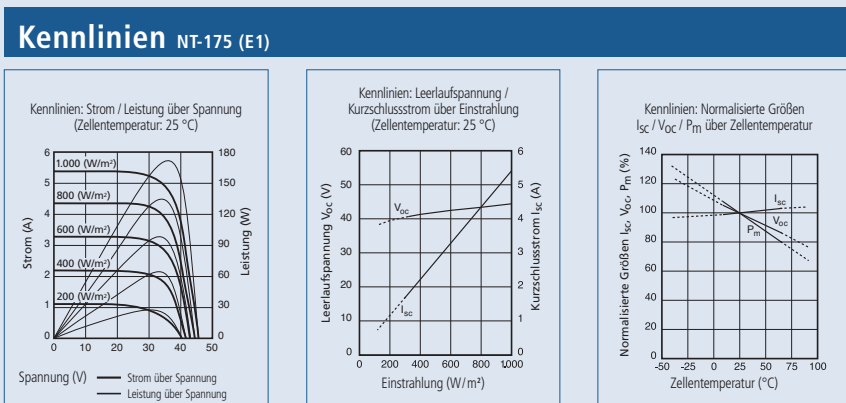 Kennlinien NT-175 (E1)
Kennlinien: Strom / Leistung über Spannung
(Zellentemperatur: 25 °C)
6
5
4
3
2
1
0
Strom (A)
1.000 (W/m²)
800 (W/m²)
600 (W/m²)
400 (W/m²)
200 (W/m²)
180
150
120
90
60
30
0
Leistung (W)
0 10 20 30 40 50
Spannung (V)
Strom über Spannung
Leistung über Spannung
Kennlinien: Leerlaufspannung /
Kurzschlussstrom über Einstrahlung
(Zellentemperatur: 25 °C)
60
50
40
30
20
10
0
Leerlaufspannung Voc (V)
Voc
Isc
6
5
4
3
2
1
0
Kurzschlussstrom Isc (A)
0 200 400 600 800 1.000
Einstrahlung (W/m²)
Kennlinien: Normalisierte Größen
ISC / VOC / Pm über Zellentemperatur
140
120
100
80
60
40
20
0
Normalisierte Größen Isc, Voc, Pm (%)
Isc
Voc
Pm
-50 -25 0 25 50 75 100
Zellentemperatur (°C)